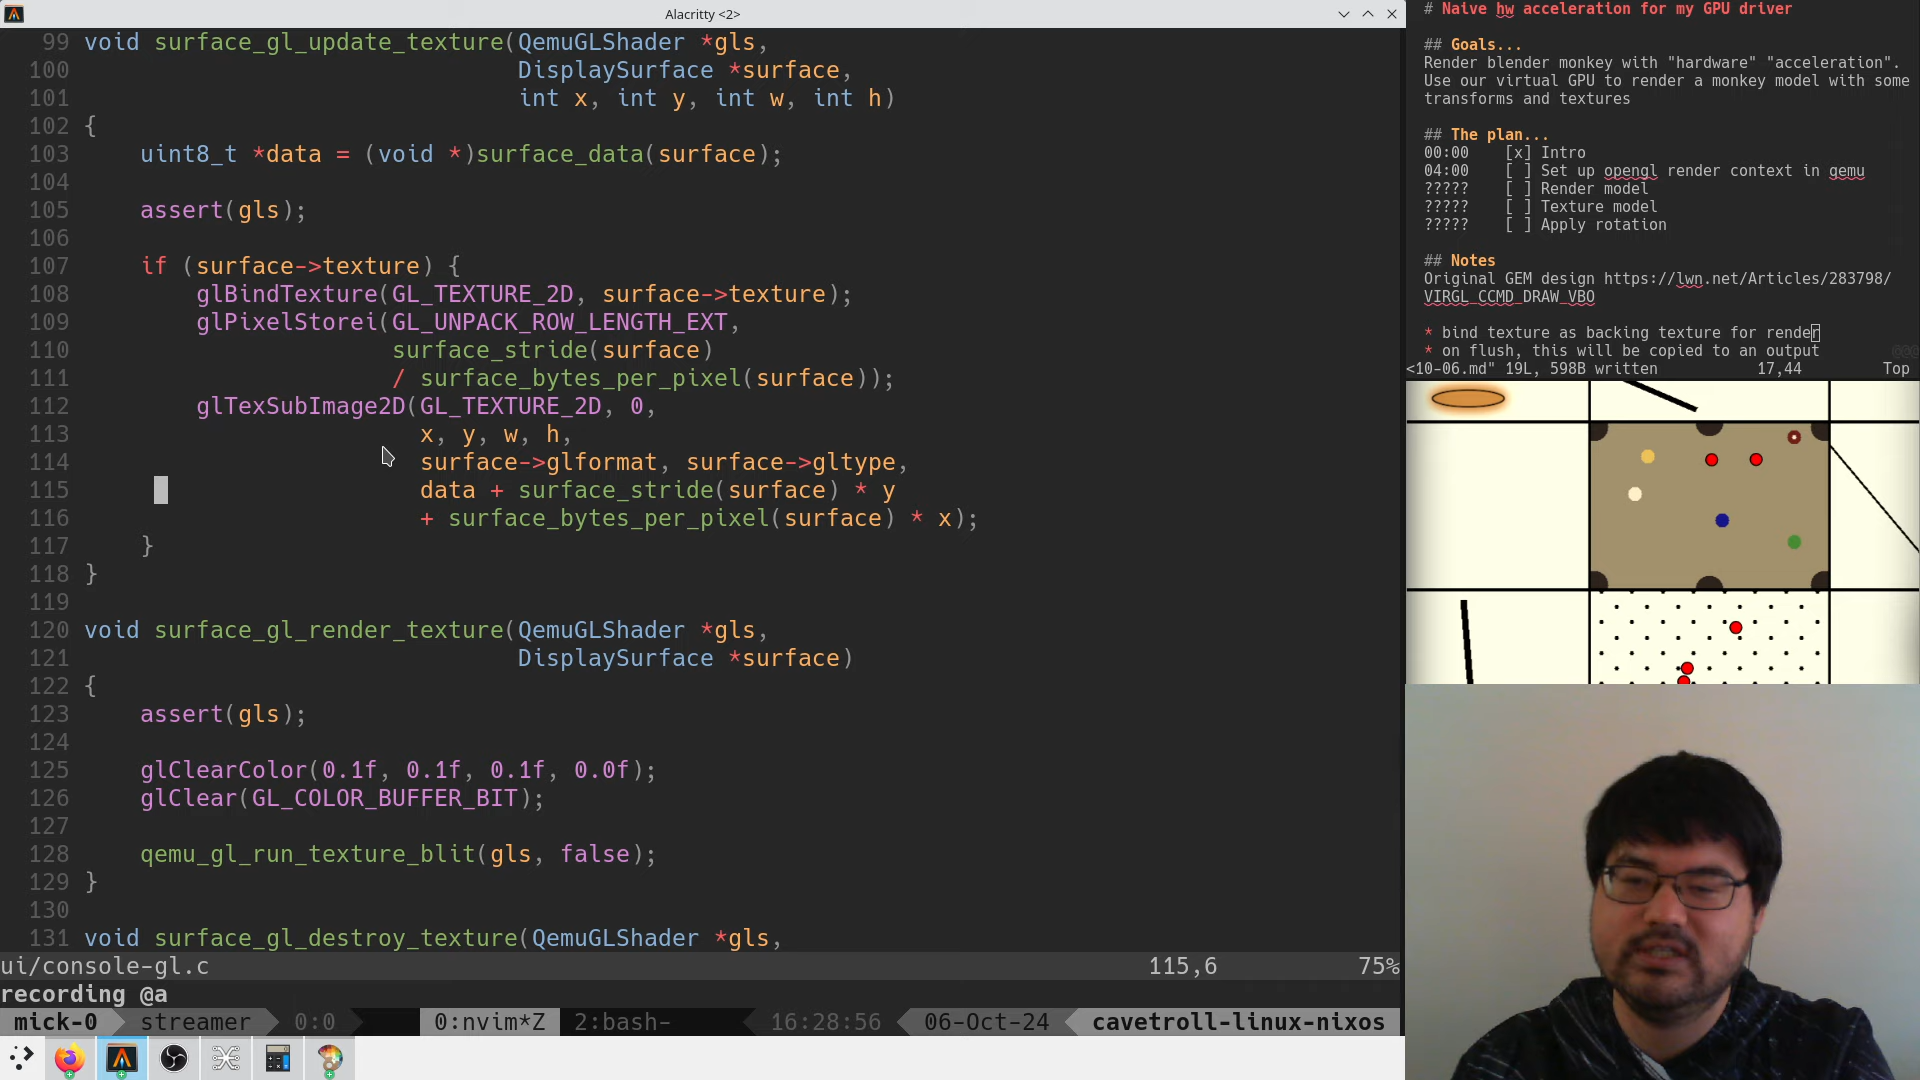 Alacritty <2>
99 void surface_gl_update_texture(QemuGLShader *gls,
100 DisplaySurface *surface,
101 int x, int y, int w, int h)
102 {
103 uint8_t *data = (void *)surface_data(surface);
104
105 assert(gls);
106
107 if (surface->texture) {
108 glBindTexture(GL_TEXTURE_2D, surface->texture);
109 glPixelStorei(GL_UNPACK_ROW_LENGTH_EXT,
110 surface_stride(surface)
111 / surface_bytes_per_pixel(surface));
112 glTexSubImage2D(GL_TEXTURE_2D, 0,
113 x, y, w, h,
114 surface->glformat, surface->gltype,
115 data + surface_stride(surface) * y
116 + surface_bytes_per_pixel(surface) * x);
117 }
118 }
119
120 void surface_gl_render_texture(QemuGLShader *gls,
121 DisplaySurface *surface)
122 {
123 assert(gls);
124
125 glClearColor(0.1f, 0.1f, 0.1f, 0.0f);
126 glClear(GL_COLOR_BUFFER_BIT);
127
128 qemu_gl_run_texture_blit(gls, false);
129 }
130
131 void surface_gl_destroy_texture(QemuGLShader *gls,
ui/console-gl.c 115,6 75%
recording @a
mick-0 streamer 0:0 0:nvim*Z 2:bash- 16:28:56 06-Oct-24 cavetroll-linux-nixos
# Naive hw acceleration for my GPU driver
## Goals...
Render blender monkey with "hardware" "acceleration".
Use our virtual GPU to render a monkey model with some
transforms and textures
## The plan...
00:00 [x] Intro
04:00 [ ] Set up opengl render context in qemu
????? [ ] Render model
????? [ ] Texture model
????? [ ] Apply rotation
## Notes
Original GEM design https://lwn.net/Articles/283798/
VIRGL_CCMD_DRAW_VBO
* bind texture as backing texture for render
* on flush, this will be copied to an output
<10-06.md" 19L, 598B written 17,44 Top